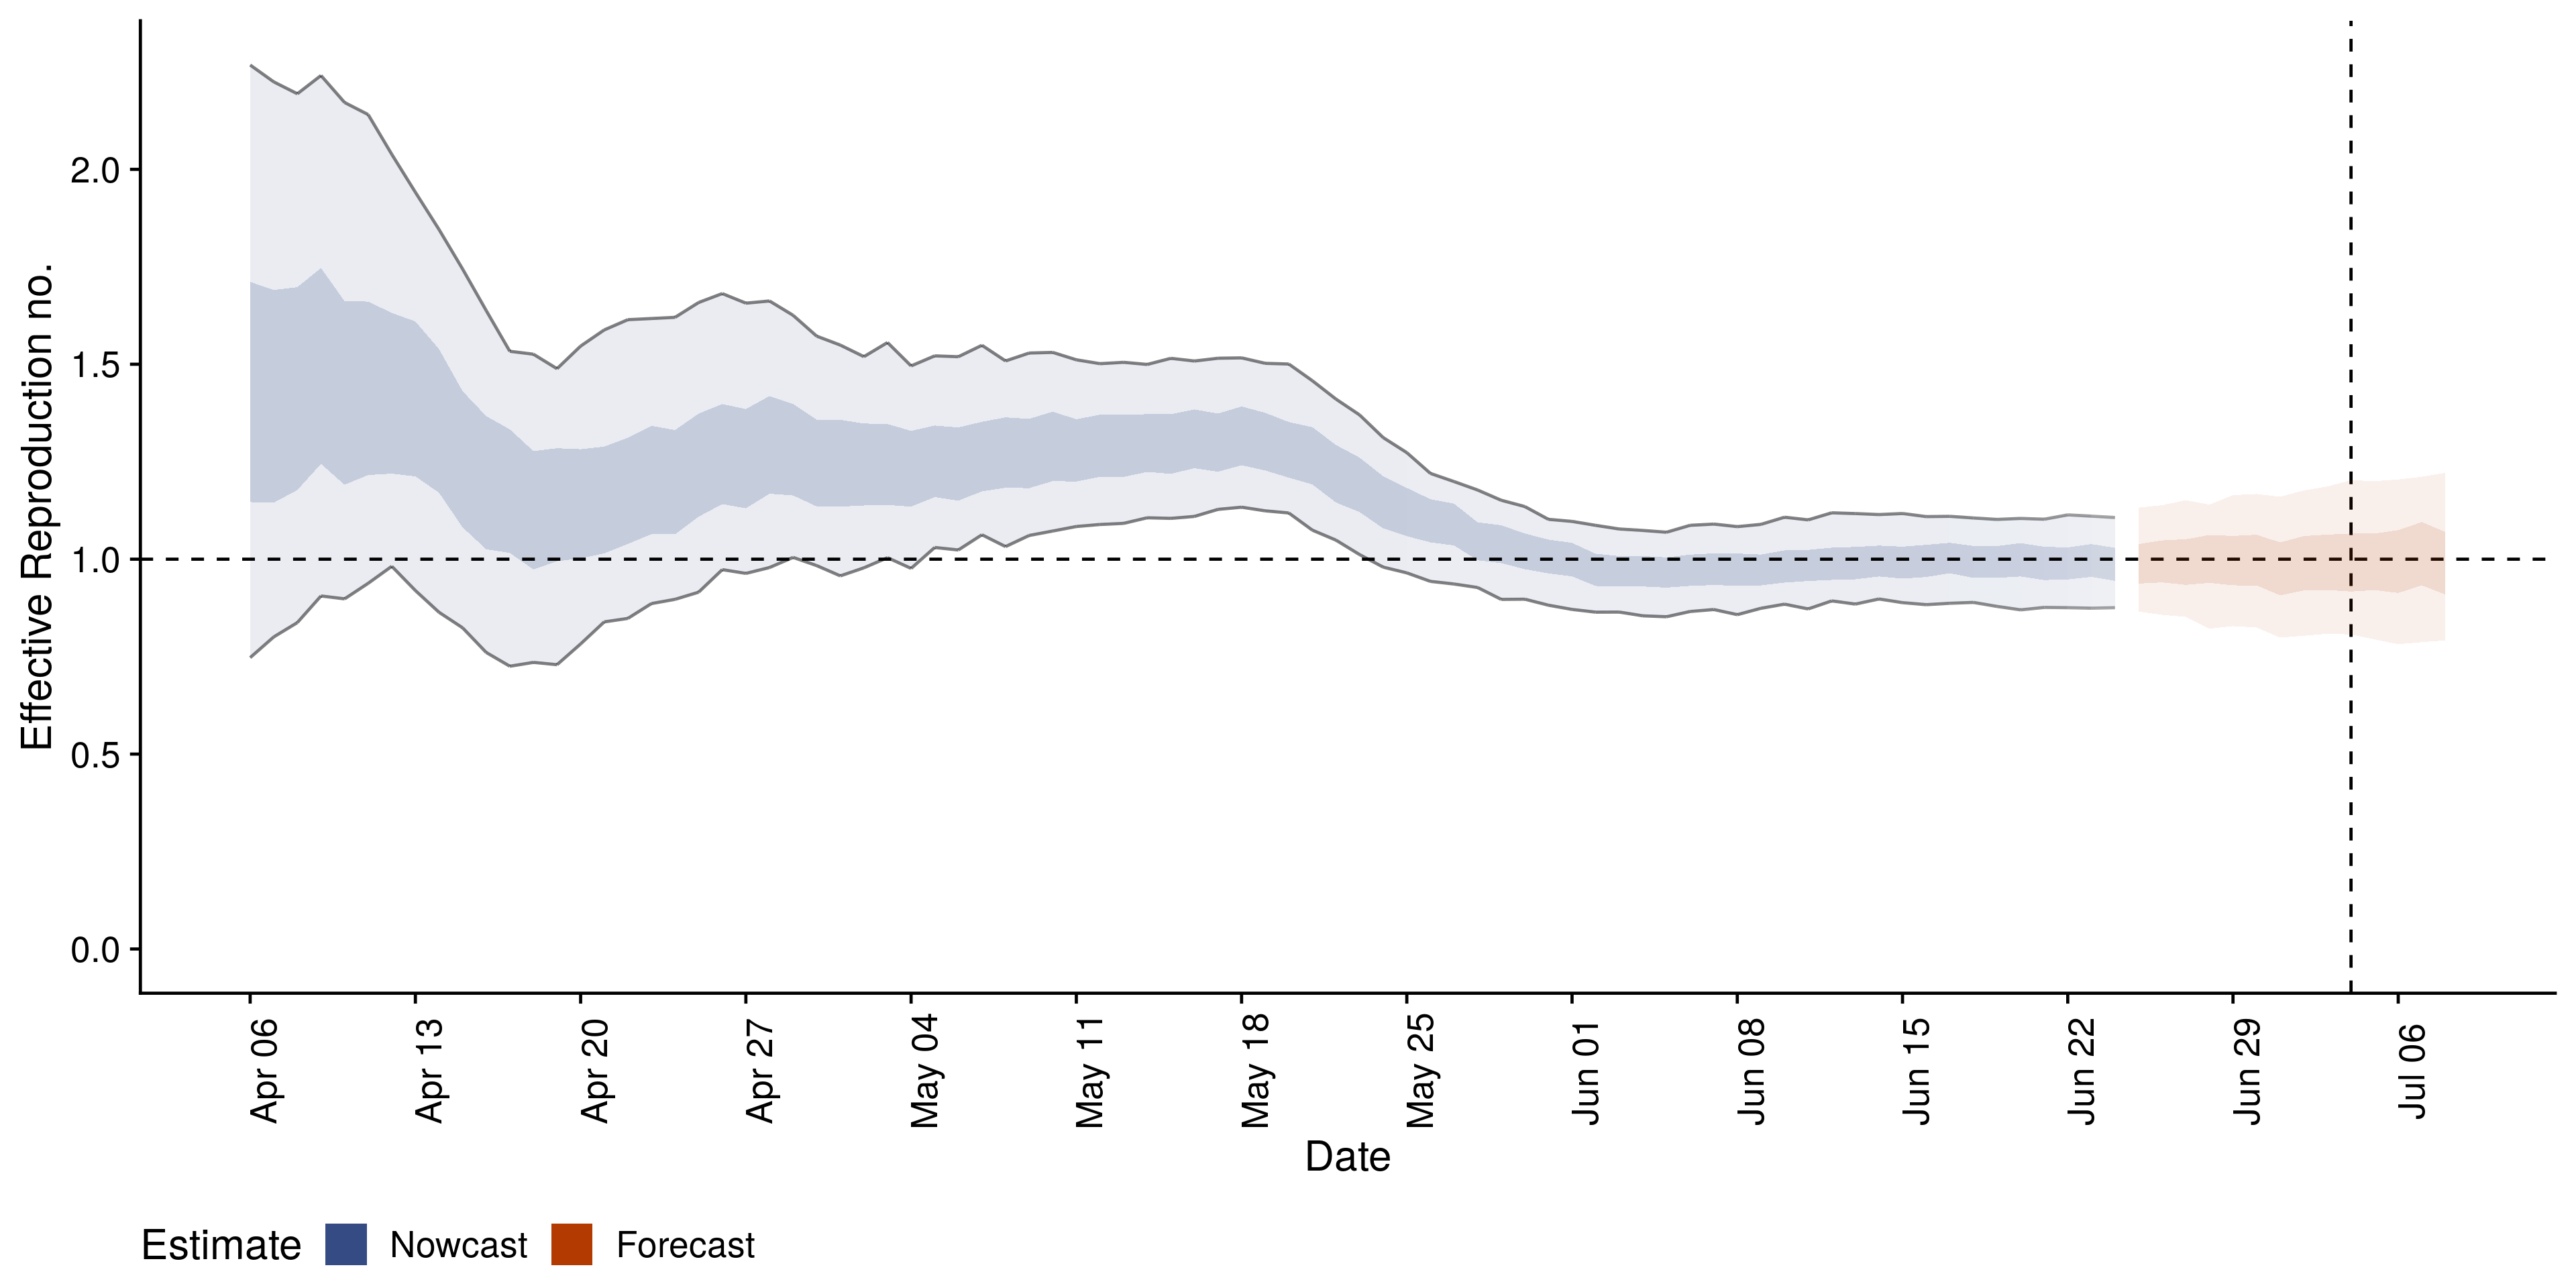 Effective Reproduction no.
2.0
1.5
1.0
0.5
0.0
Apr 06
Apr 13
Apr 20
Apr 27
May 04
May 11
May 18
May 25
Jun 01
Jun 08
Jun 15
Jun 22
Jun 29
Jul 06
Date
Estimate Nowcast Forecast